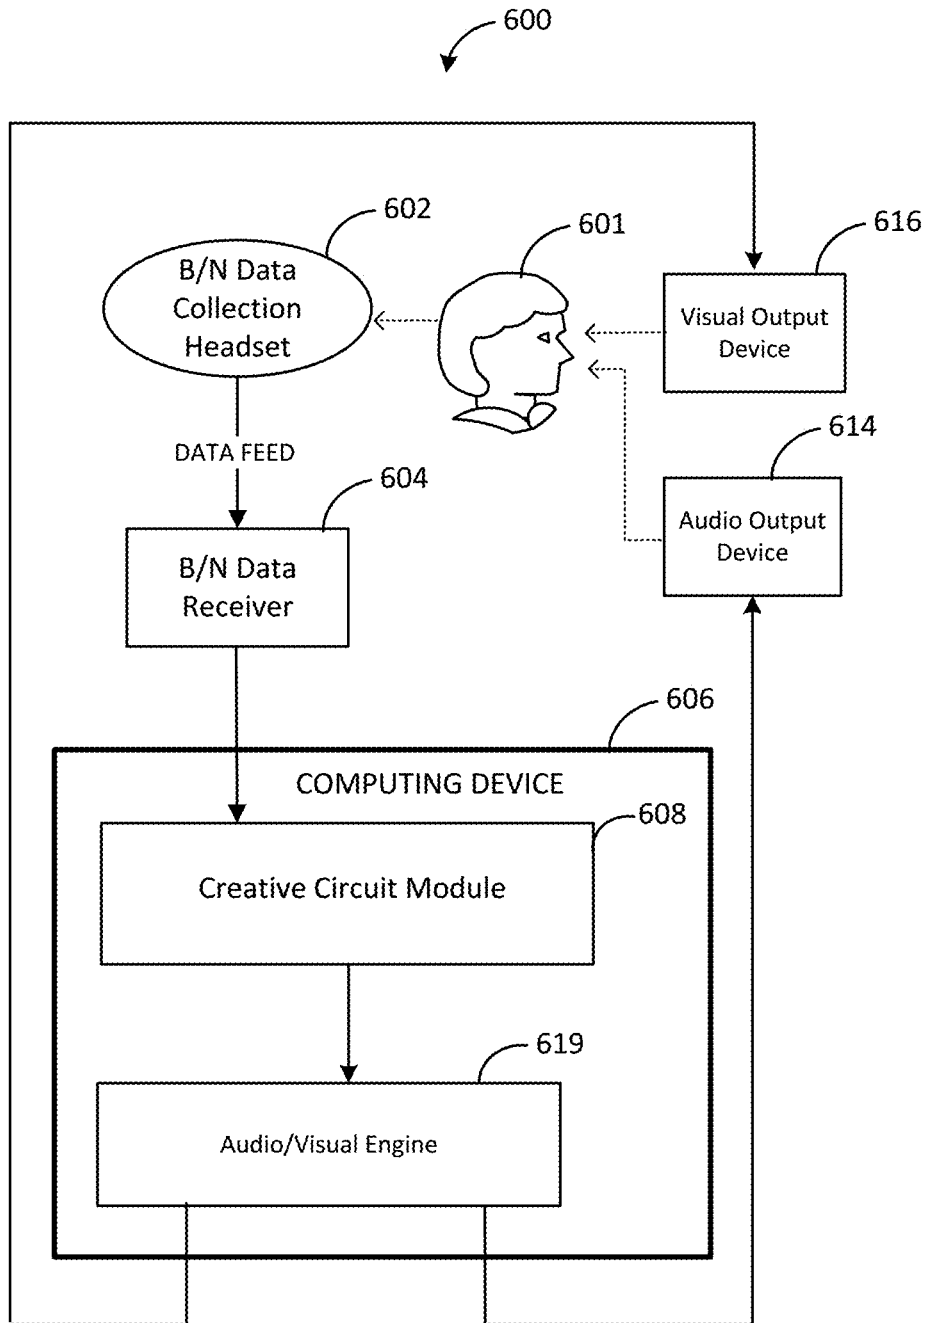 600
602
601
616
B/N Data
Collection
Headset
Visual Output
Device
DATA FEED
614
604
Audio Output
Device
B/N Data
Receiver
606
COMPUTING DEVICE
608
Creative Circuit Module
619
Audio/Visual Engine